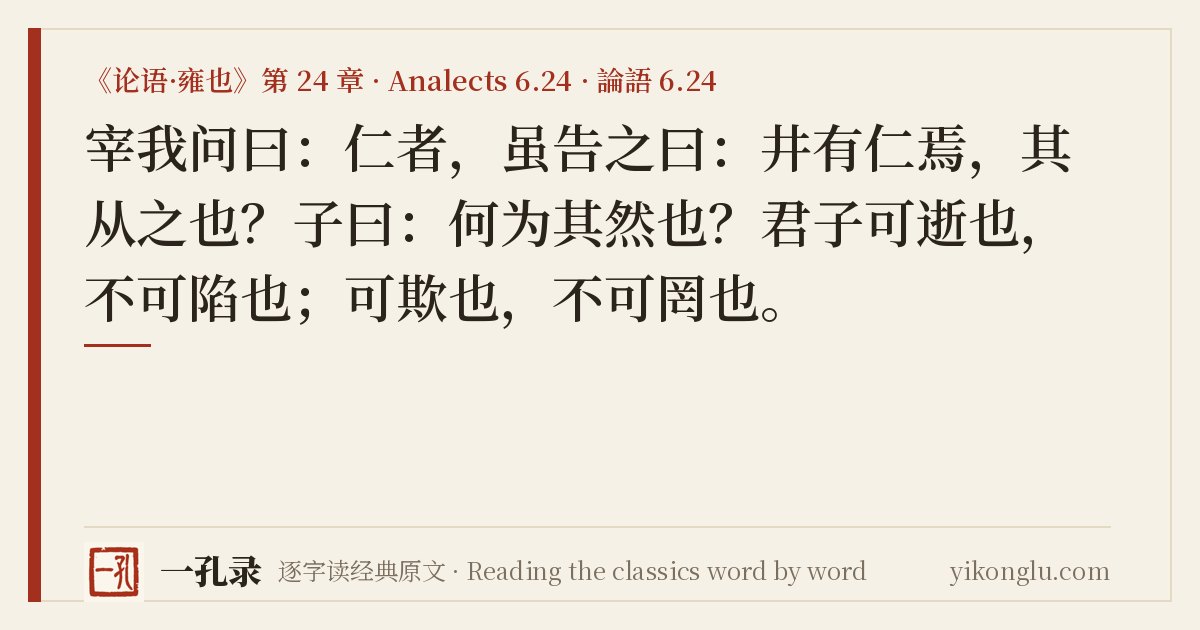 《论语·雍也》第 24 章 · Analects 6.24 · 論語 6.24
宰我问曰：仁者，虽告之曰：井有仁焉，其
从之也？子曰：何为其然也？君子可逝也，
不可陷也；可欺也，不可罔也。
一孔
一孔录 逐字读经典原文 · Reading the classics word by word yikonglu.com